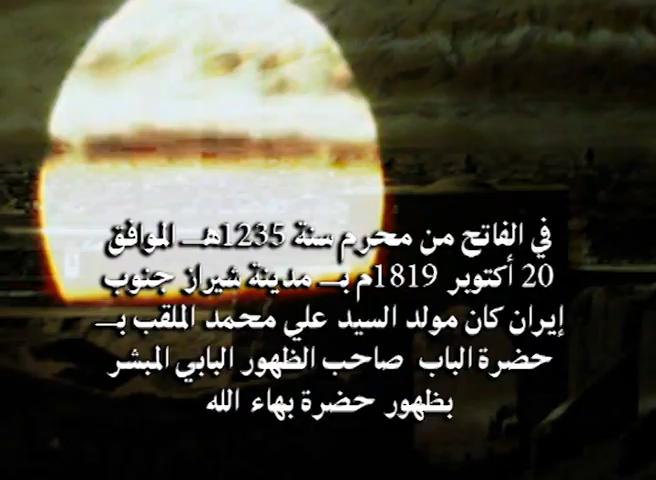 في الفاتح من محرم سنة 1235هـ الموافق
20 أكتوبر 1819م بـ مدينة شيراز جنوب
إيران كان مولد السيد علي محمد الملقب بـ
حضرة الباب صاحب الظهور البابي المبشر
بظهور حضرة بهاء الله